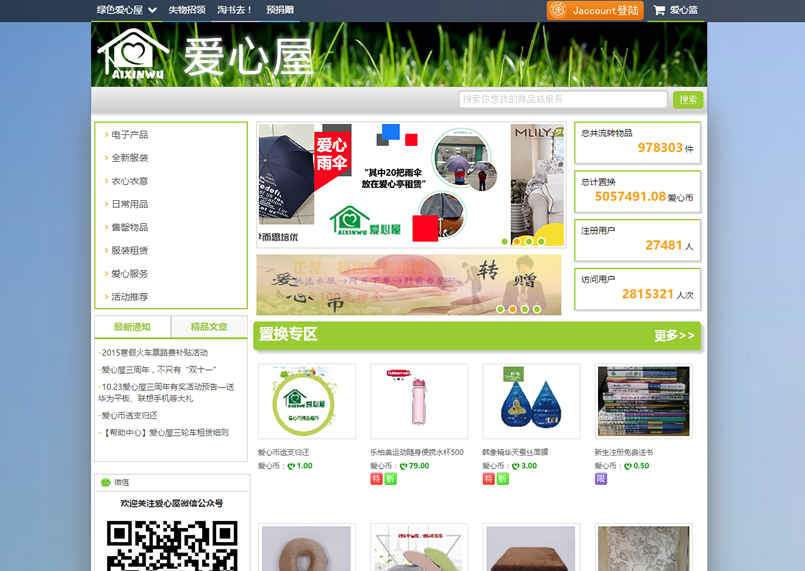 绿色爱心屋 失物招领 淘书去！ 预捐赠 Jaccount登陆 爱心篮
AIXINWU 爱心屋
搜索你想找的商品或服务 搜索
电子产品
全新服装
衣心衣意
日常用品
售罄物品
服装租赁
爱心服务
活动推荐
爱心
雨伞
“其中20把雨伞
放在爱心亭租赁”
AIXINWU 爱心屋
MLILY
而思培优
爱心币
转赠
总共流转物品
978303 件
总计置换
5057491.08 爱心币
注册用户
27481 人
访问用户
2815321 人次
最新通知 精品文章
·2015寒假火车票路费补贴活动
·爱心屋三周年，不只有“双十一”
·10.23爱心屋三周年有奖活动预告—送
华为平板、联想手机等大礼
·爱心币透支归还
·【帮助中心】爱心屋三轮车租赁细则
微信
欢迎关注爱心屋微信公众号
置换专区 更多>>
爱心币透支归还
爱心币：1.00
乐柏美运动随身便携水杯500
爱心币：79.00
特 新
韩象精华天蚕丝面膜
爱心币：3.00
特 新
新生注册免费送书
爱心币：0.50
限